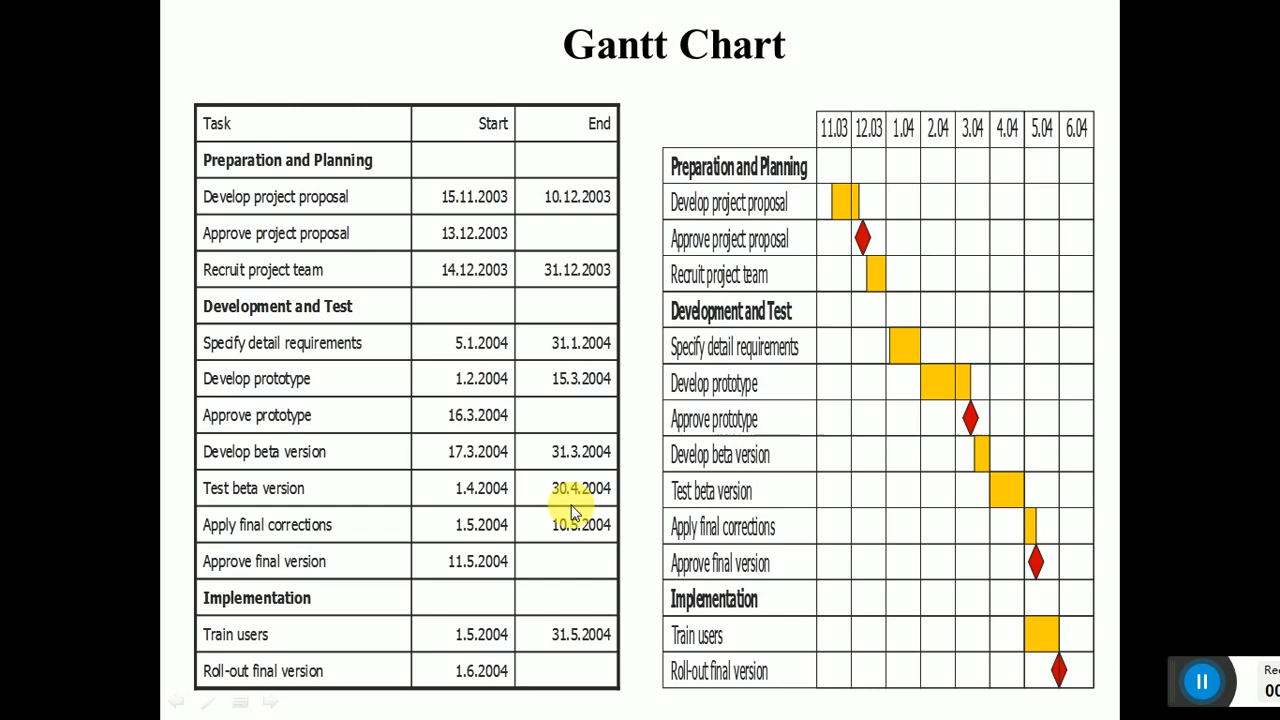 Gantt Chart
Task Start End
Preparation and Planning
Develop project proposal 15.11.2003 10.12.2003
Approve project proposal 13.12.2003
Recruit project team 14.12.2003 31.12.2003
Development and Test
Specify detail requirements 5.1.2004 31.1.2004
Develop prototype 1.2.2004 15.3.2004
Approve prototype 16.3.2004
Develop beta version 17.3.2004 31.3.2004
Test beta version 1.4.2004 30.4.2004
Apply final corrections 1.5.2004 10.5.2004
Approve final version 11.5.2004
Implementation
Train users 1.5.2004 31.5.2004
Roll-out final version 1.6.2004
11.03 12.03 1.04 2.04 3.04 4.04 5.04 6.04
Preparation and Planning
Develop project proposal
Approve project proposal
Recruit project team
Development and Test
Specify detail requirements
Develop prototype
Approve prototype
Develop beta version
Test beta version
Apply final corrections
Approve final version
Implementation
Train users
Roll-out final version